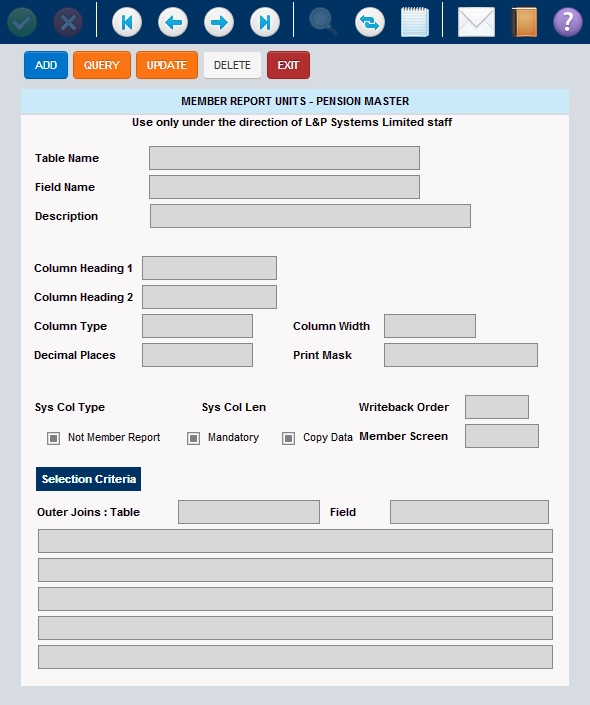 ?
ADD QUERY UPDATE DELETE EXIT
MEMBER REPORT UNITS - PENSION MASTER
Use only under the direction of L&P Systems Limited staff
Table Name
Field Name
Description
Column Heading 1
Column Heading 2
Column Type Column Width
Decimal Places Print Mask
Sys Col Type Sys Col Len Writeback Order
Not Member Report Mandatory Copy Data Member Screen
Selection Criteria
Outer Joins : Table Field